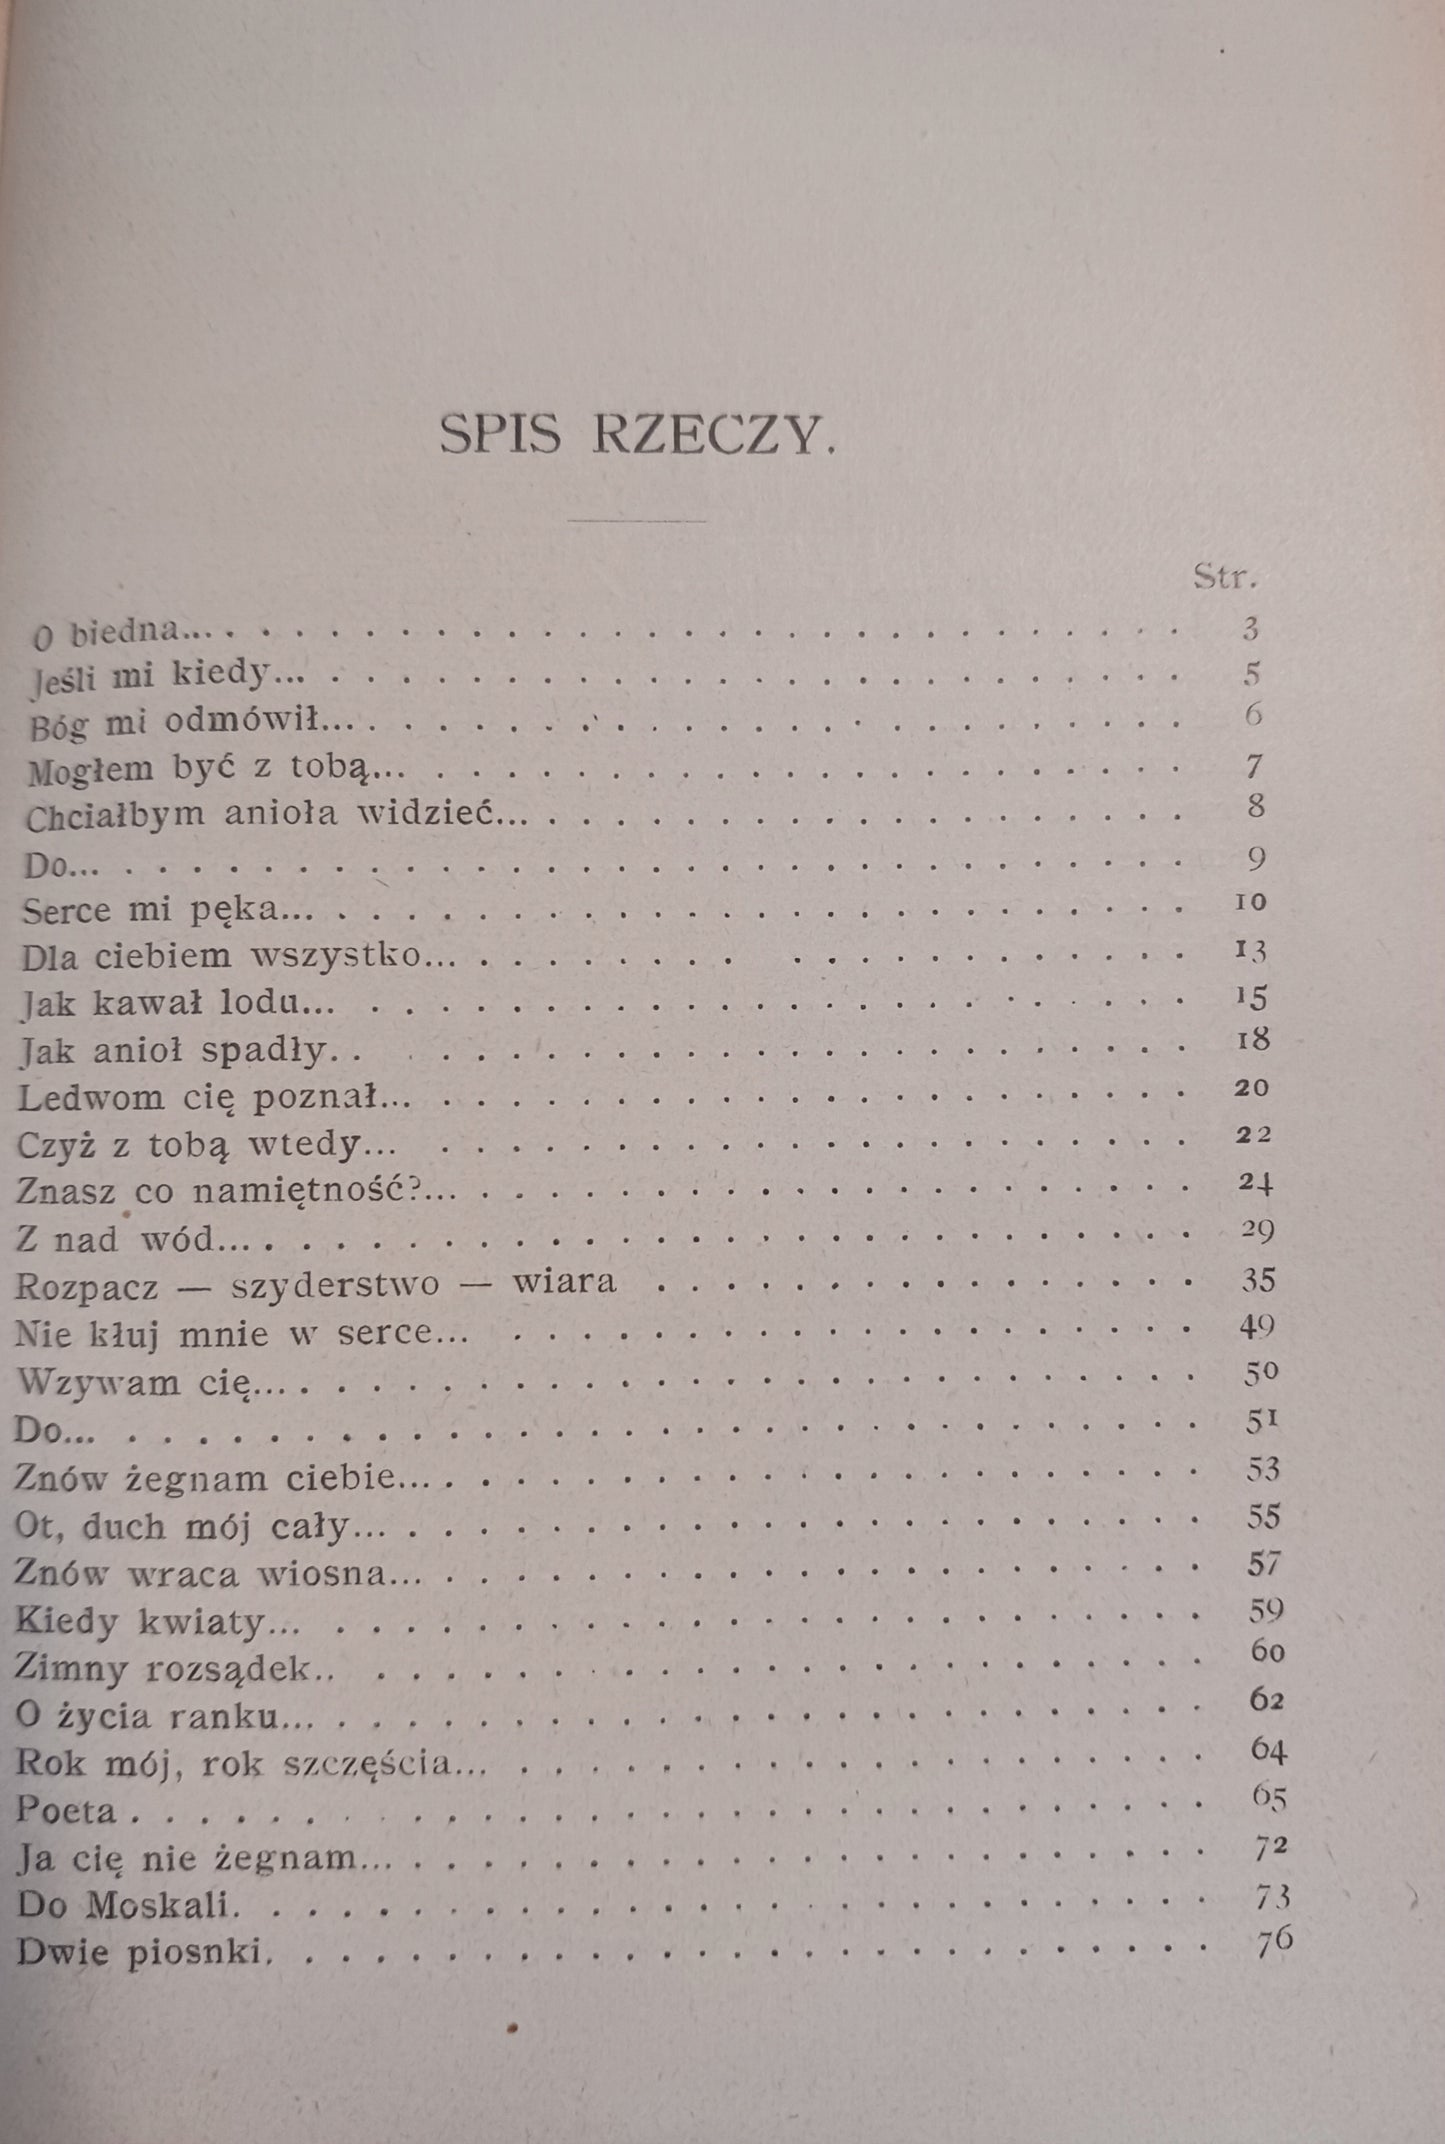 SPIS RZECZY.
Str.
O biedna... 3
Jeśli mi kiedy... 5
Bóg mi odmówił... 6
Mogłem być z tobą... 7
Chciałbym anioła widzieć... 8
Do... 9
Serce mi pęka... 10
Dla ciebiem wszystko... 13
Jak kawał lodu... 15
Jak anioł spadły.. 18
Ledwom cię poznał... 20
Czyż z tobą wtedy... 22
Znasz co namiętność?... 24
Z nad wód... 29
Rozpacz — szyderstwo — wiara 35
Nie kłuj mnie w serce... 49
Wzywam cię... 50
Do... 51
Znów żegnam ciebie... 53
Ot, duch mój cały... 55
Znów wraca wiosna... 57
Kiedy kwiaty... 59
Zimny rozsądek.. 60
O życia ranku... 62
Rok mój, rok szczęścia... 64
Poeta 65
Ja cię nie żegnam... 72
Do Moskali. 73
Dwie piosnki. 76